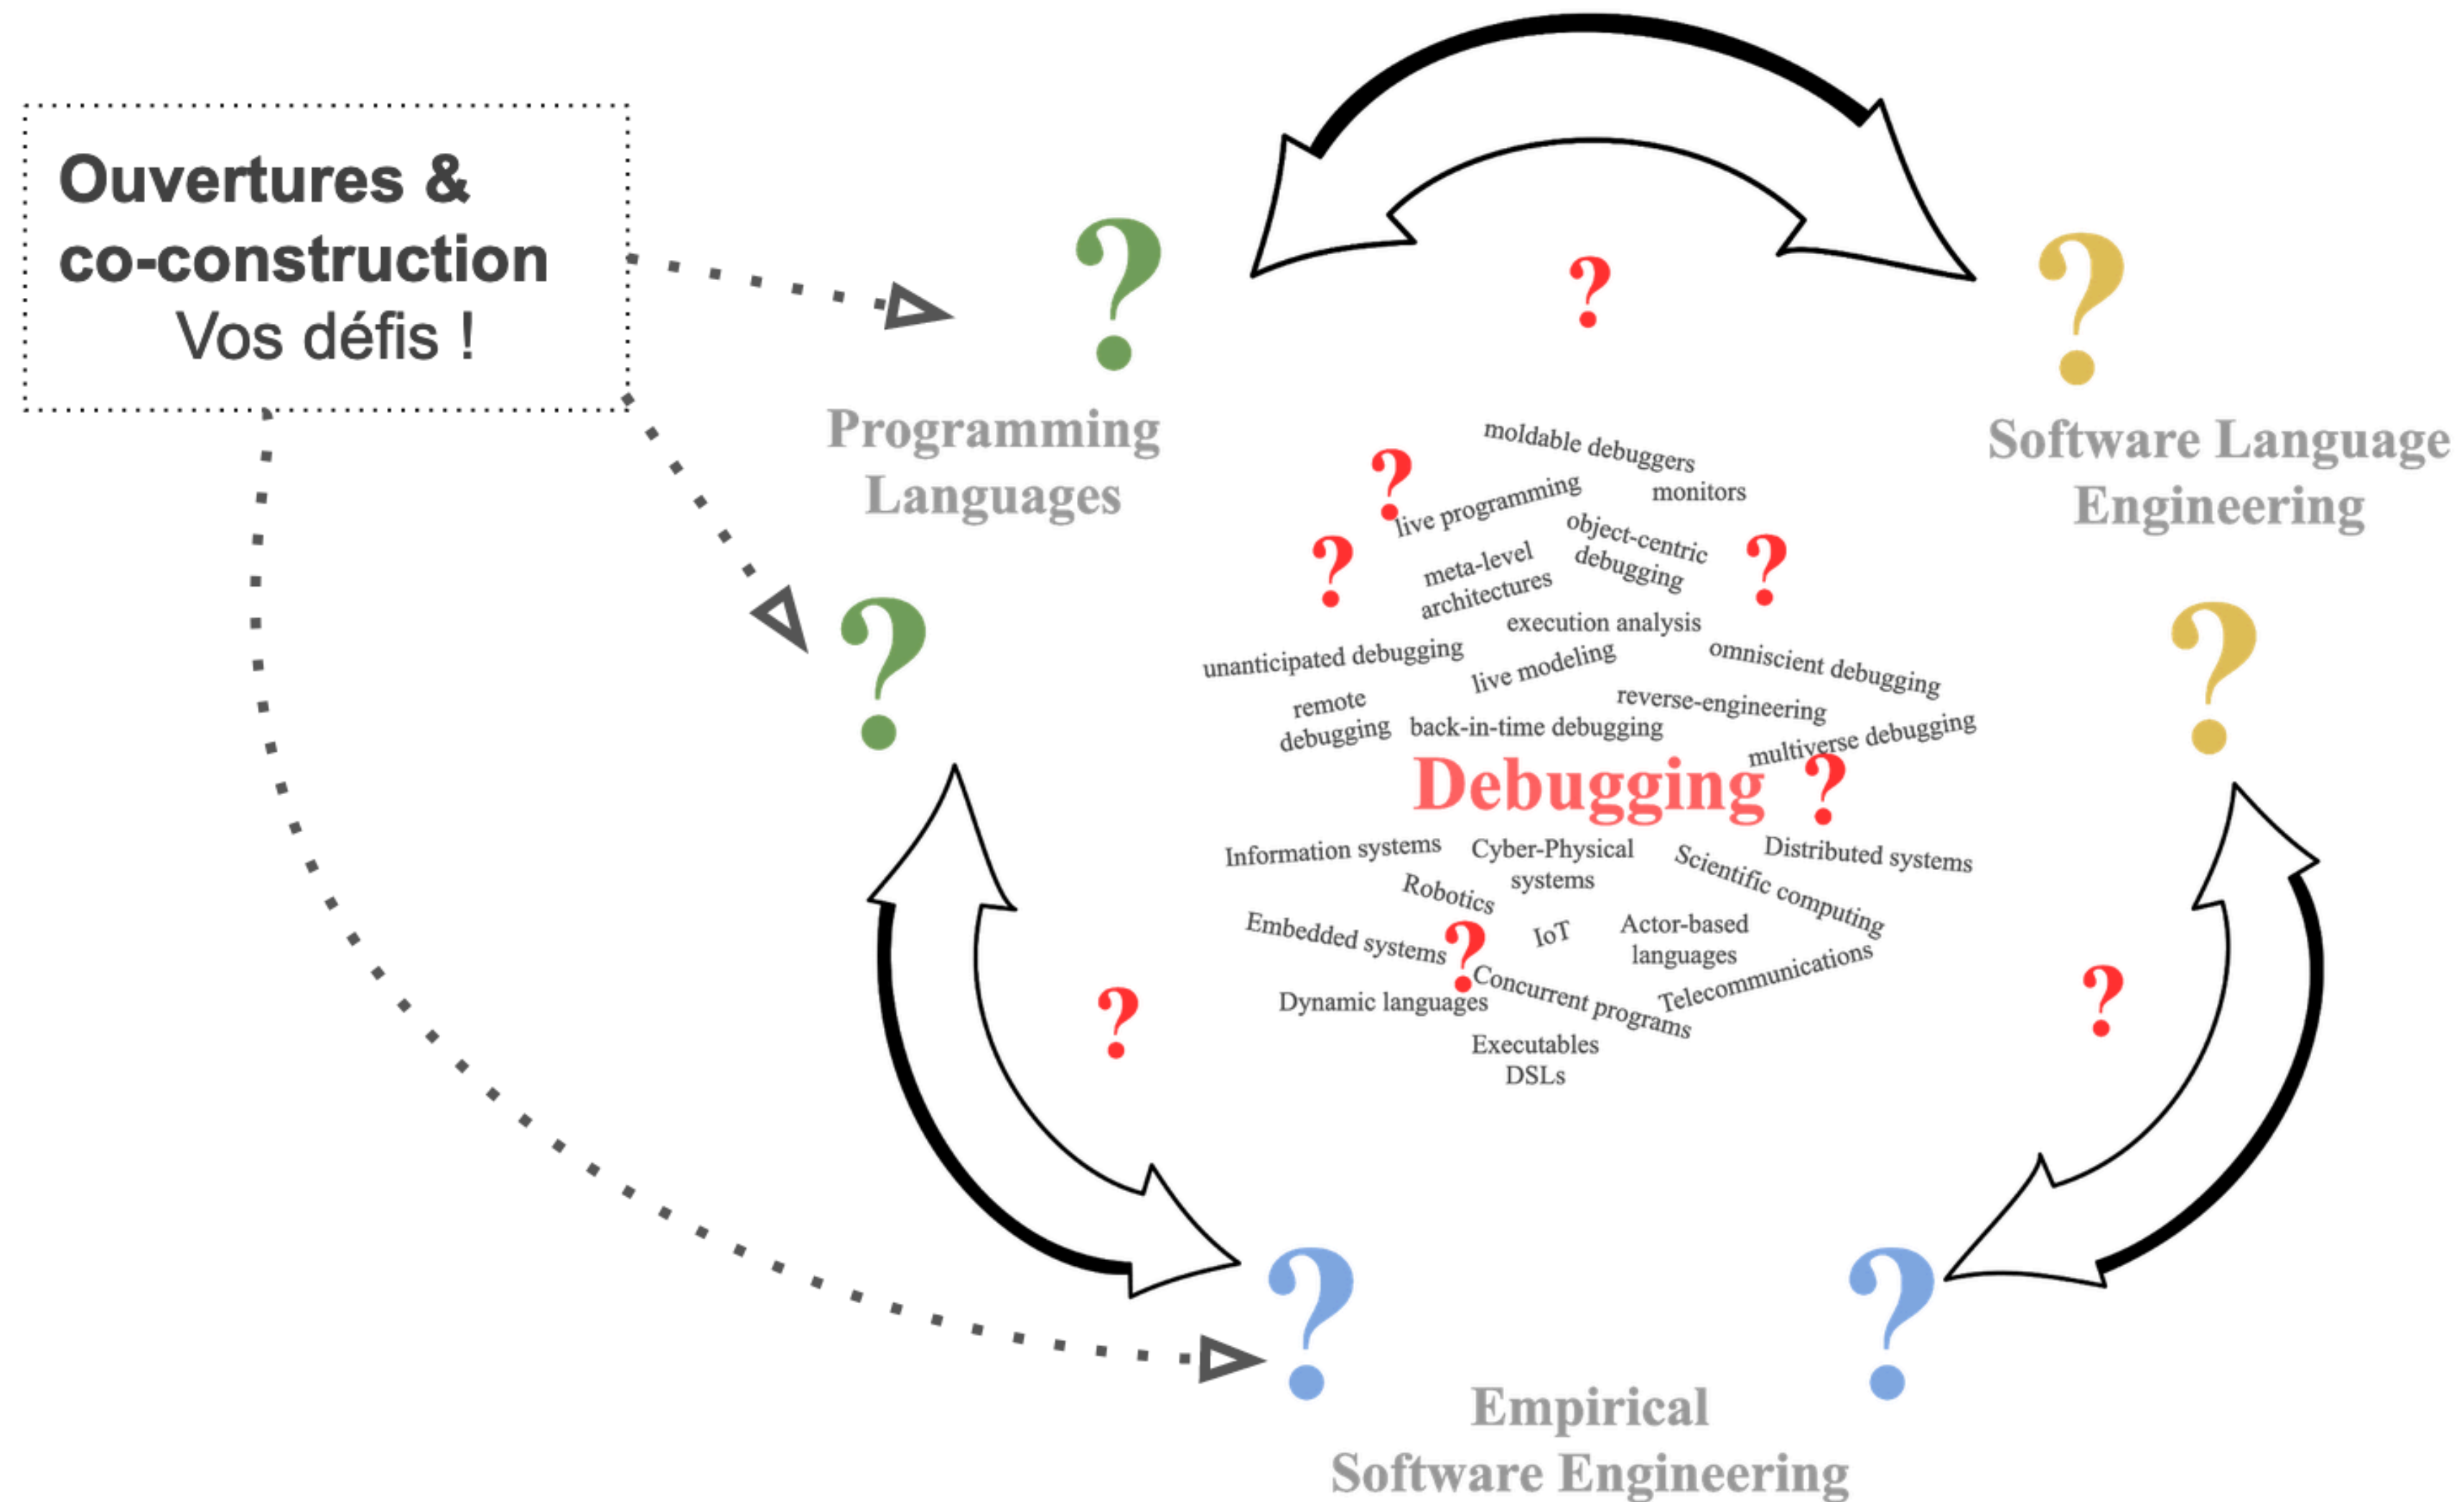 Ouvertures &
co-construction
Vos défis !
?
?
?
Programming
Languages
Software Language
Engineering
moldable debuggers
?
monitors
live programming
object-centric
debugging
?
?
meta-level
architectures
execution analysis
?
?
unanticipated debugging
live modeling
omniscient debugging
remote
debugging
reverse-engineering
back-in-time debugging
multiverse debugging
Debugging ?
Information systems
Cyber-Physical
systems
Scientific computing
Distributed systems
Robotics
Embedded systems
?
IoT
Actor-based
languages
Telecommunications
Dynamic languages
Concurrent programs
?
?
Executables
DSLs
?
?
Empirical
Software Engineering